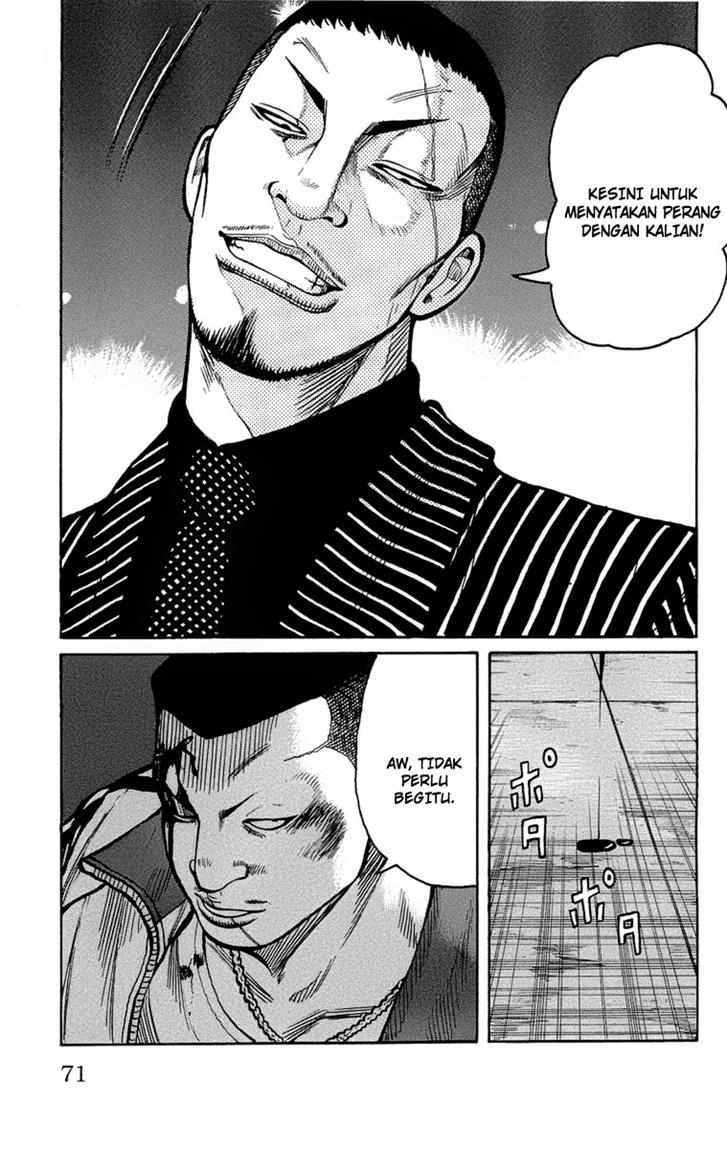 KESINI UNTUK
MENYATAKAN PERANG
DENGAN KALIAN!
ポタ
ポタ
AW, TIDAK
PERLU
BEGITU.
71